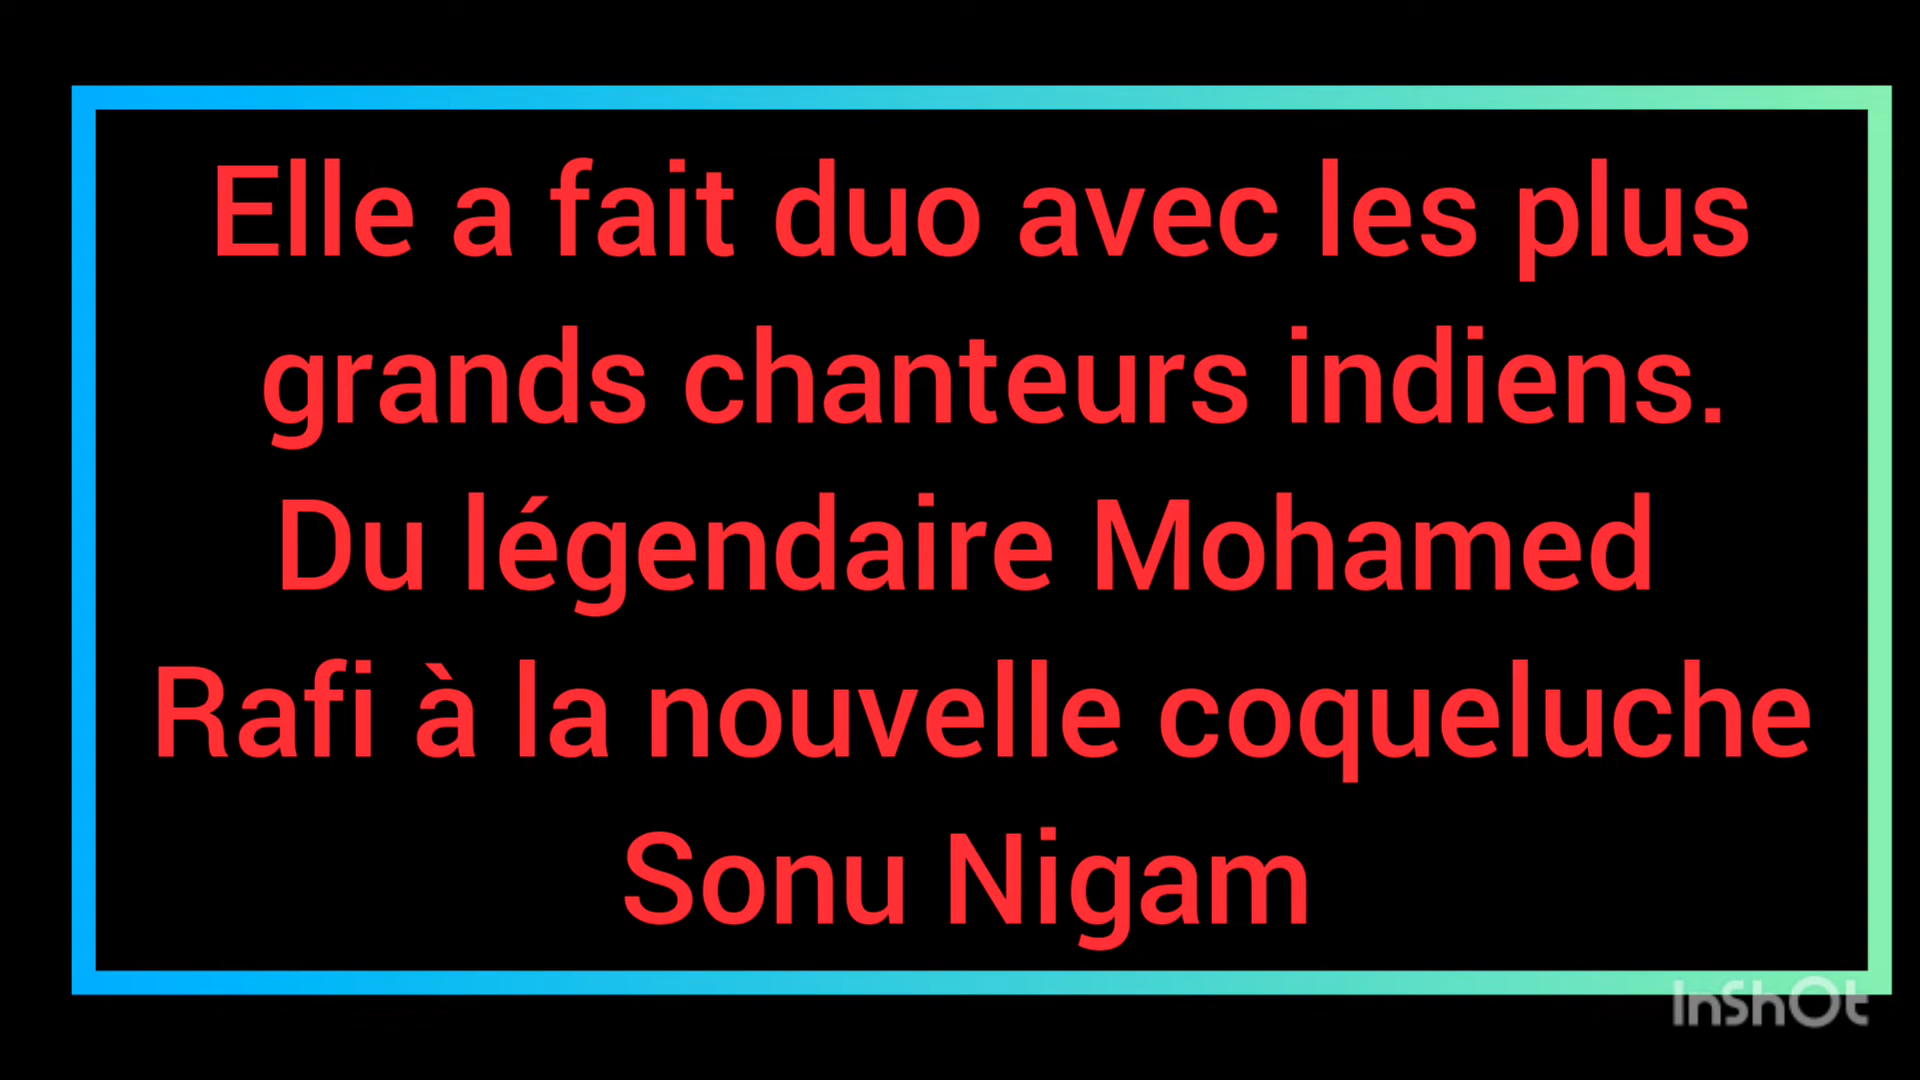 Elle a fait duo avec les plus
grands chanteurs indiens.
Du légendaire Mohamed
Rafi à la nouvelle coqueluche
Sonu Nigam
InShOt